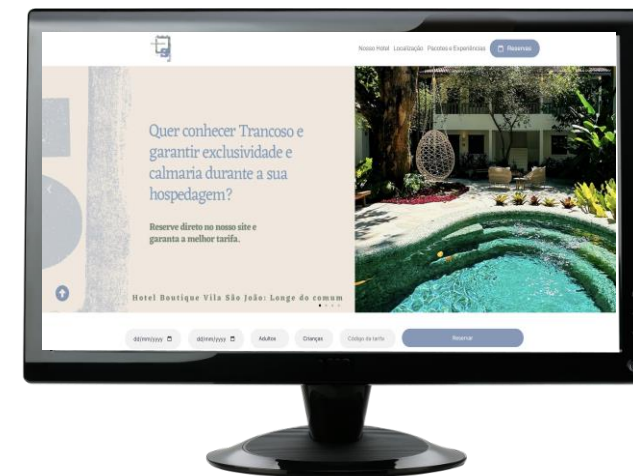 Nosso Hotel Localização Pacotes e Experiências Reservas
Quer conhecer Trancoso e
garantir exclusividade e
calmaria durante a sua
hospedagem?
Reserve direto no nosso site e
garanta a melhor tarifa.
Hotel Boutique Vila São João: Longe do comum
dd/mm/yyyy dd/mm/yyyy Adultos Crianças Código da tarifa Reservar